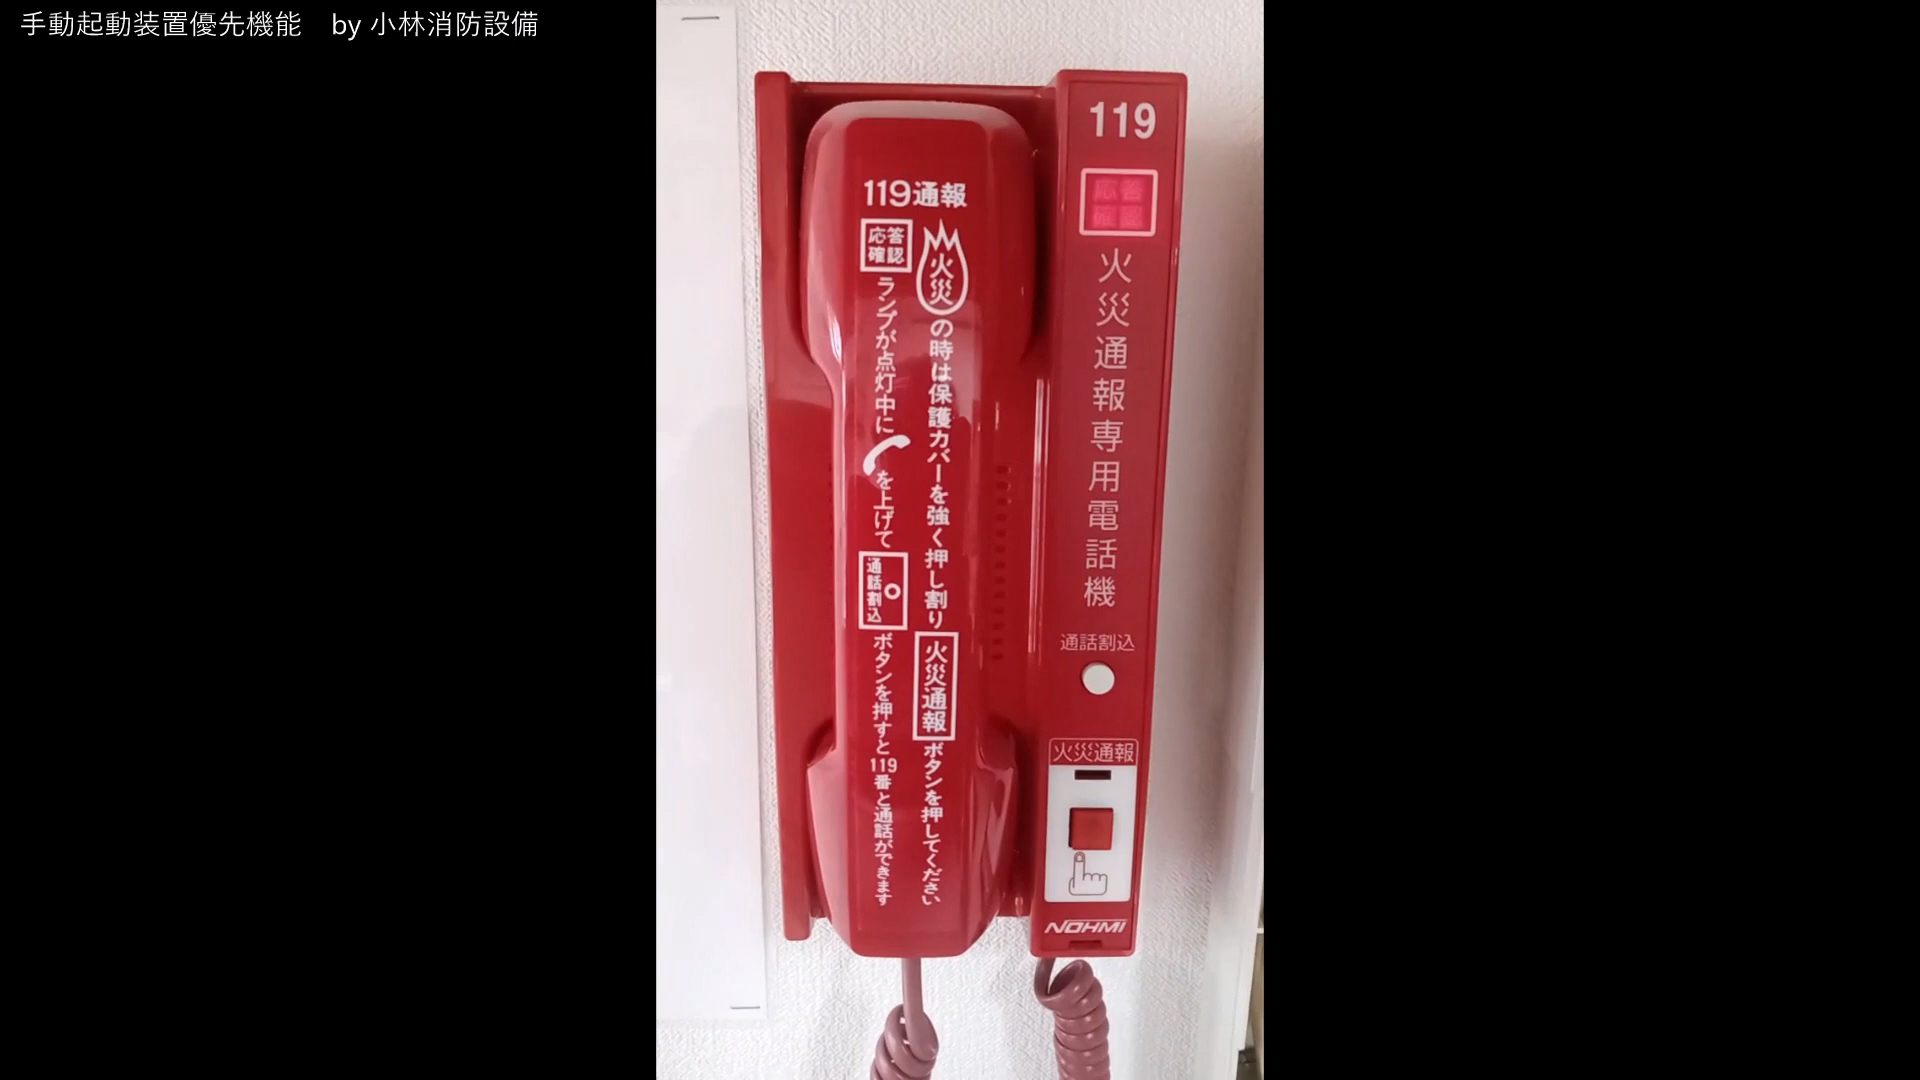 手動起動装置優先機能　by 小林消防設備
119
応答
確認
火災通報専用電話機
通話割込
火災通報
NOHMI
119通報
火災の時は保護カバーを強く押し割り火災通報ボタンを押してください
応答確認ランプが点灯中にを上げて通話割込ボタンを押すと119番と通話ができます